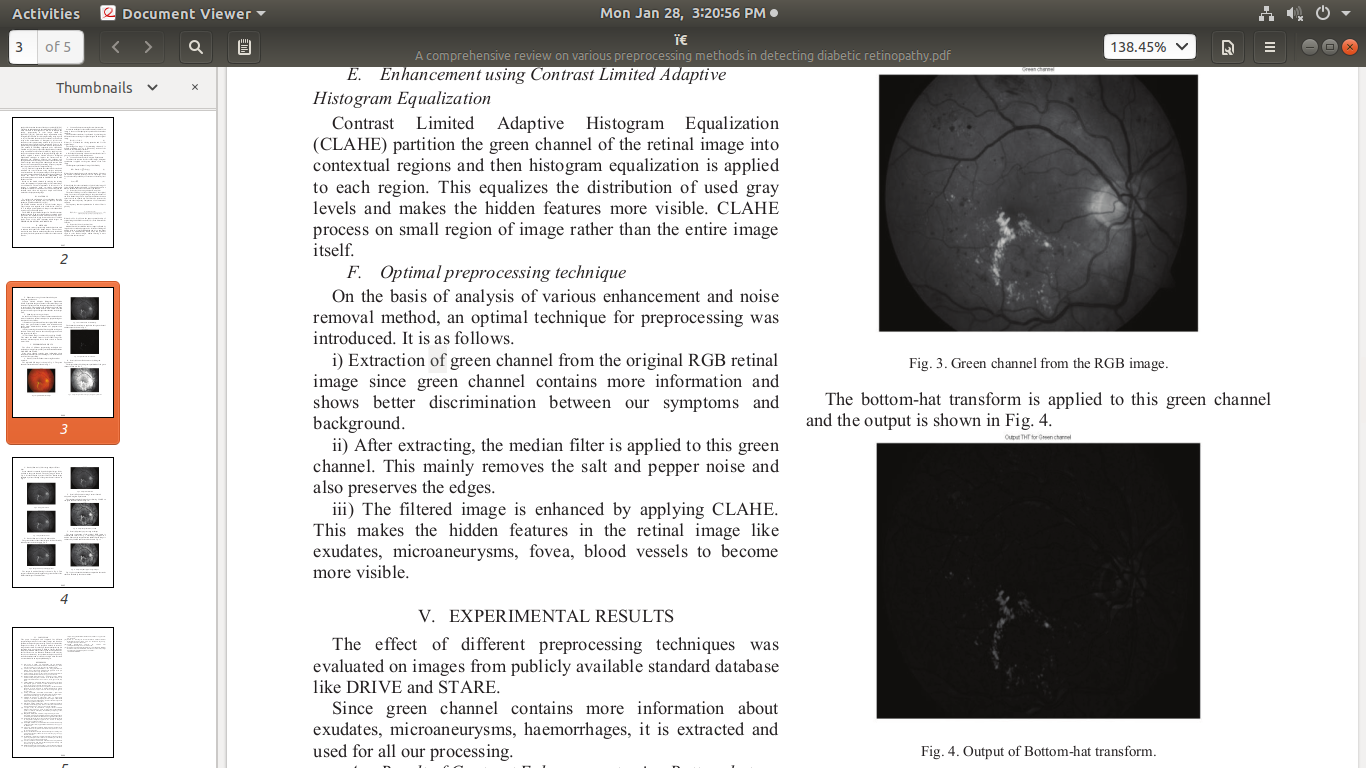 Activities
Document Viewer
Mon Jan 28, 3:20:56 PM
3 of 5
ï€
A comprehensive review on various preprocessing methods in detecting diabetic retinopathy.pdf
138.45%
Thumbnails
2
3
4
E. Enhancement using Contrast Limited Adaptive
Histogram Equalization
Contrast Limited Adaptive Histogram Equalization
(CLAHE) partition the green channel of the retinal image into
contextual regions and then histogram equalization is applied
to each region. This equalizes the distribution of used gray
levels and makes the hidden features more visible. CLAHE
process on small region of image rather than the entire image
itself.
F. Optimal preprocessing technique
On the basis of analysis of various enhancement and noise
removal method, an optimal technique for preprocessing was
introduced. It is as follows.
i) Extraction of green channel from the original RGB retinal
image since green channel contains more information and
shows better discrimination between our symptoms and
background.
ii) After extracting, the median filter is applied to this green
channel. This mainly removes the salt and pepper noise and
also preserves the edges.
iii) The filtered image is enhanced by applying CLAHE.
This makes the hidden features in the retinal image like
exudates, microaneurysms, fovea, blood vessels to become
more visible.
V. EXPERIMENTAL RESULTS
The effect of different preprocessing techniques was
evaluated on images from publicly available standard database
like DRIVE and STARE.
Since green channel contains more information about
exudates, microaneurysms, haemorrhages, it is extracted and
used for all our processing.
Green channel
Fig. 3. Green channel from the RGB image.
The bottom-hat transform is applied to this green channel
and the output is shown in Fig. 4.
Output THT for Green channel
Fig. 4. Output of Bottom-hat transform.